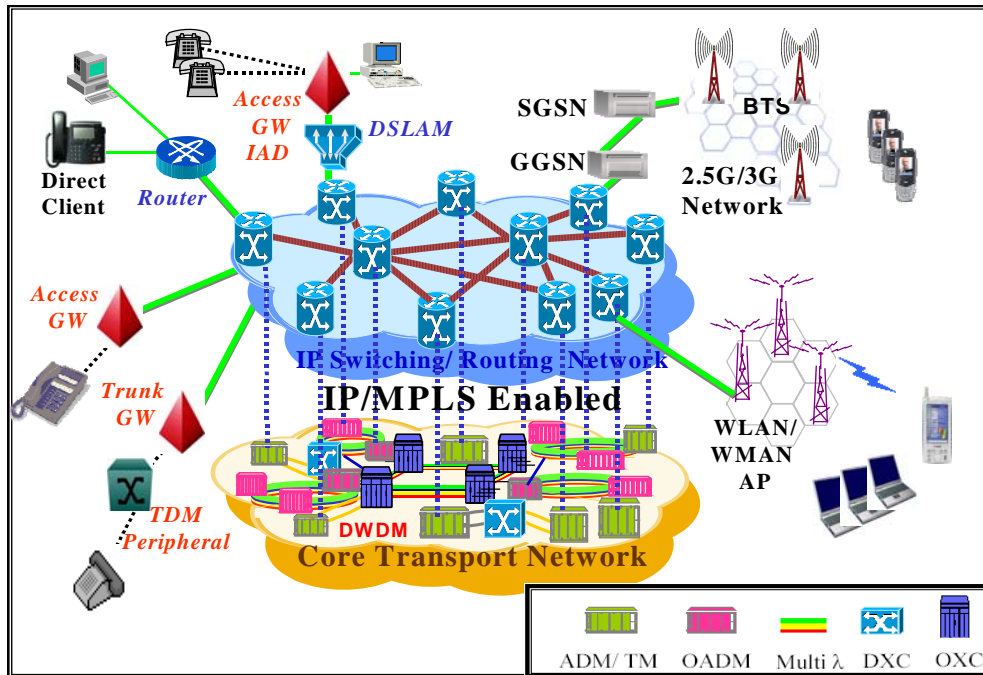 Access
GW
IAD
DSLAM
SGSN
GGSN
BTS
2.5G/3G
Network
Direct
Client
Router
Access
GW
IP Switching/ Routing Network
IP/MPLS Enabled
Trunk
GW
WLAN/
WMAN
AP
TDM
Peripheral
DWDM
Core Transport Network
ADM/ TM
OADM
Multi λ
DXC
OXC